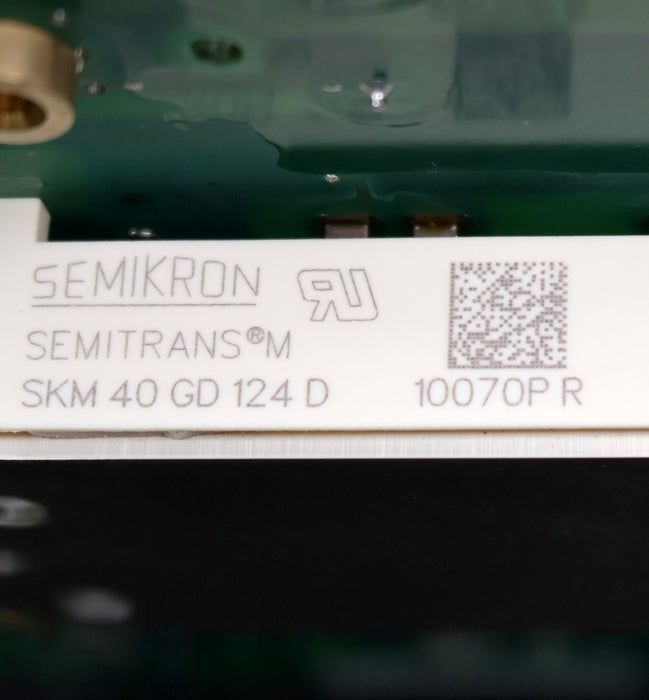 SEMIKRON
SEMITRANS®M
SKM 40 GD 124 D
10070P R